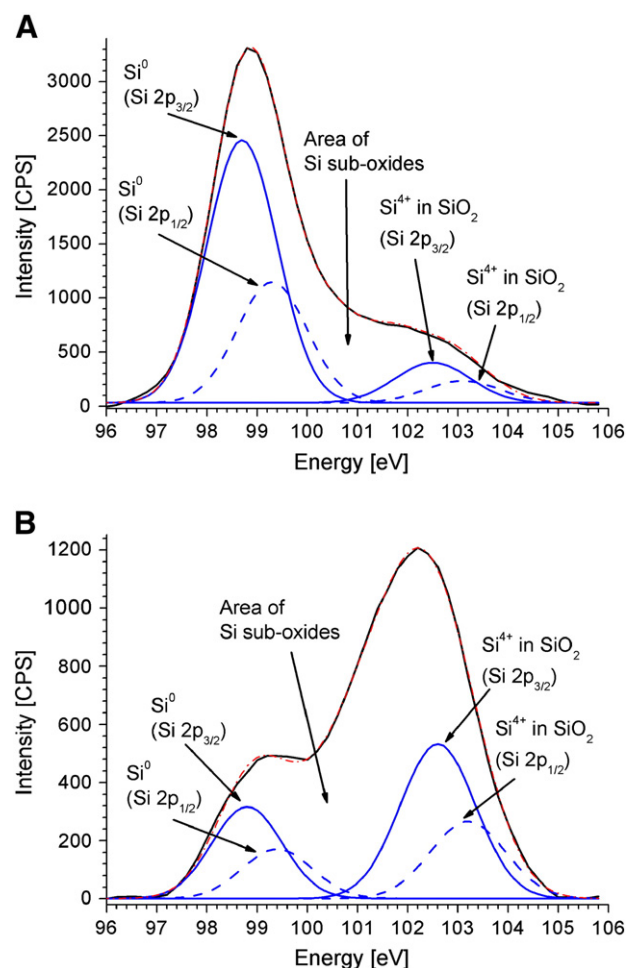 A
Si⁰
(Si 2p₃/₂)
Si⁰
(Si 2p₁/₂)
Area of
Si sub-oxides
Si⁴⁺ in SiO₂
(Si 2p₃/₂)
Si⁴⁺ in SiO₂
(Si 2p₁/₂)
Intensity [CPS]
3000
2500
2000
1500
1000
500
0
96 97 98 99 100 101 102 103 104 105 106
Energy [eV]
B
Area of
Si sub-oxides
Si⁰
(Si 2p₃/₂)
Si⁰
(Si 2p₁/₂)
Si⁴⁺ in SiO₂
(Si 2p₃/₂)
Si⁴⁺ in SiO₂
(Si 2p₁/₂)
Intensity [CPS]
1200
1000
800
600
400
200
0
96 97 98 99 100 101 102 103 104 105 106
Energy [eV]